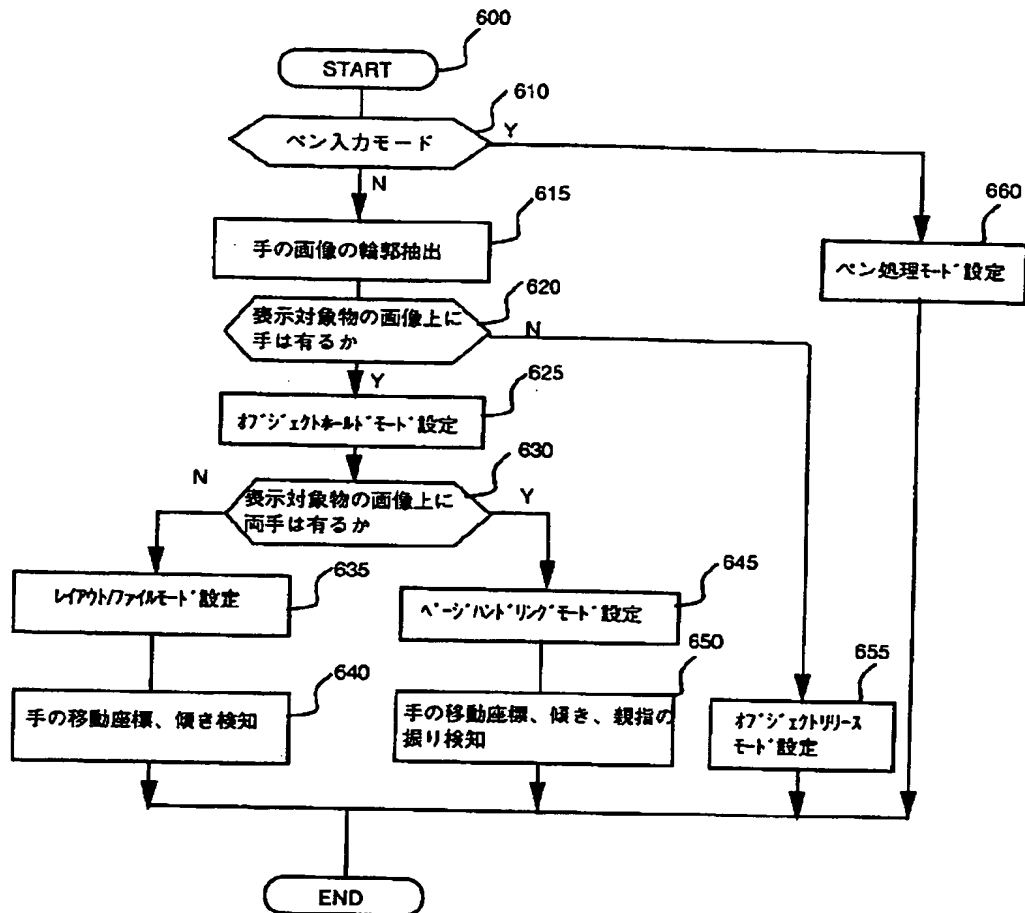 600
START
610
ペン入力モード
Y
N
615
手の画像の輪郭抽出
660
ペン処理モード設定
620
表示対象物の画像上に
手は有るか
N
Y
625
オブジェクトホールドモード設定
630
N
表示対象物の画像上に
両手は有るか
Y
635
レイアウト/ファイルモード設定
645
ページハンドリングモード設定
640
手の移動座標、傾き検知
650
手の移動座標、傾き、親指の
振り検知
655
オブジェクトリリース
モード設定
END